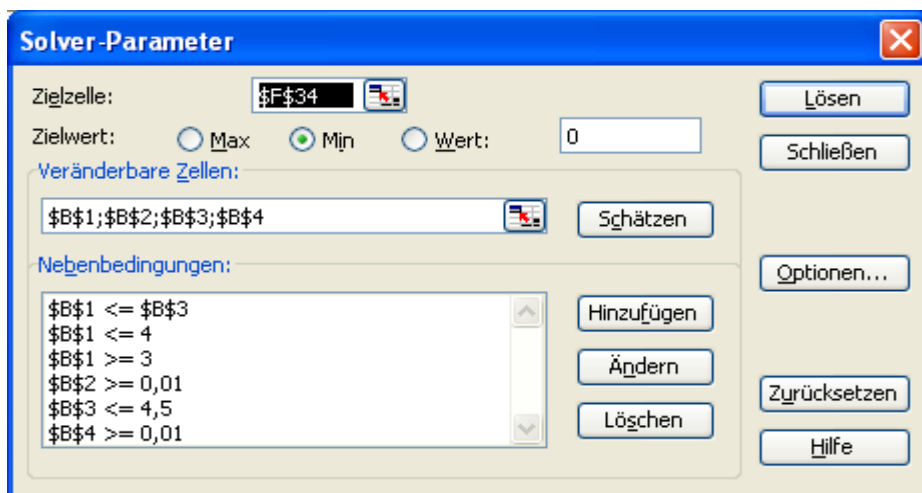 Solver-Parameter
Zielzelle: $F$34 Lösen
Zielwert: Max Min Wert: 0 Schließen
Veränderbare Zellen:
$B$1;$B$2;$B$3;$B$4 Schätzen
Nebenbedingungen: Optionen...
$B$1 <= $B$3 Hinzufügen
$B$1 <= 4
$B$1 >= 3 Ändern
$B$2 >= 0,01 Zurücksetzen
$B$3 <= 4,5 Löschen
$B$4 >= 0,01 Hilfe